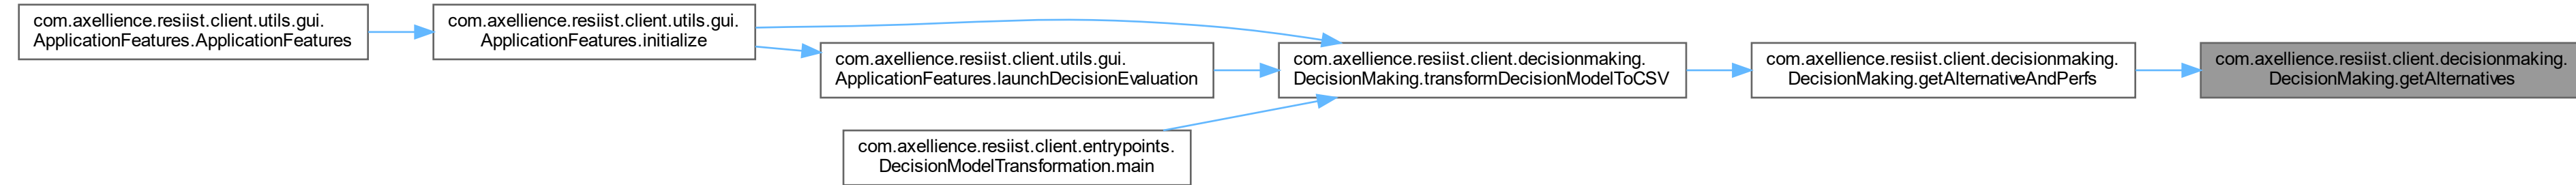 com.axellience.resiist.client.utils.gui.
ApplicationFeatures.ApplicationFeatures
com.axellience.resiist.client.utils.gui.
ApplicationFeatures.initialize
com.axellience.resiist.client.utils.gui.
ApplicationFeatures.launchDecisionEvaluation
com.axellience.resiist.client.entrypoints.
DecisionModelTransformation.main
com.axellience.resiist.client.decisionmaking.
DecisionMaking.transformDecisionModelToCSV
com.axellience.resiist.client.decisionmaking.
DecisionMaking.getAlternativeAndPerfs
com.axellience.resiist.client.decisionmaking.
DecisionMaking.getAlternatives